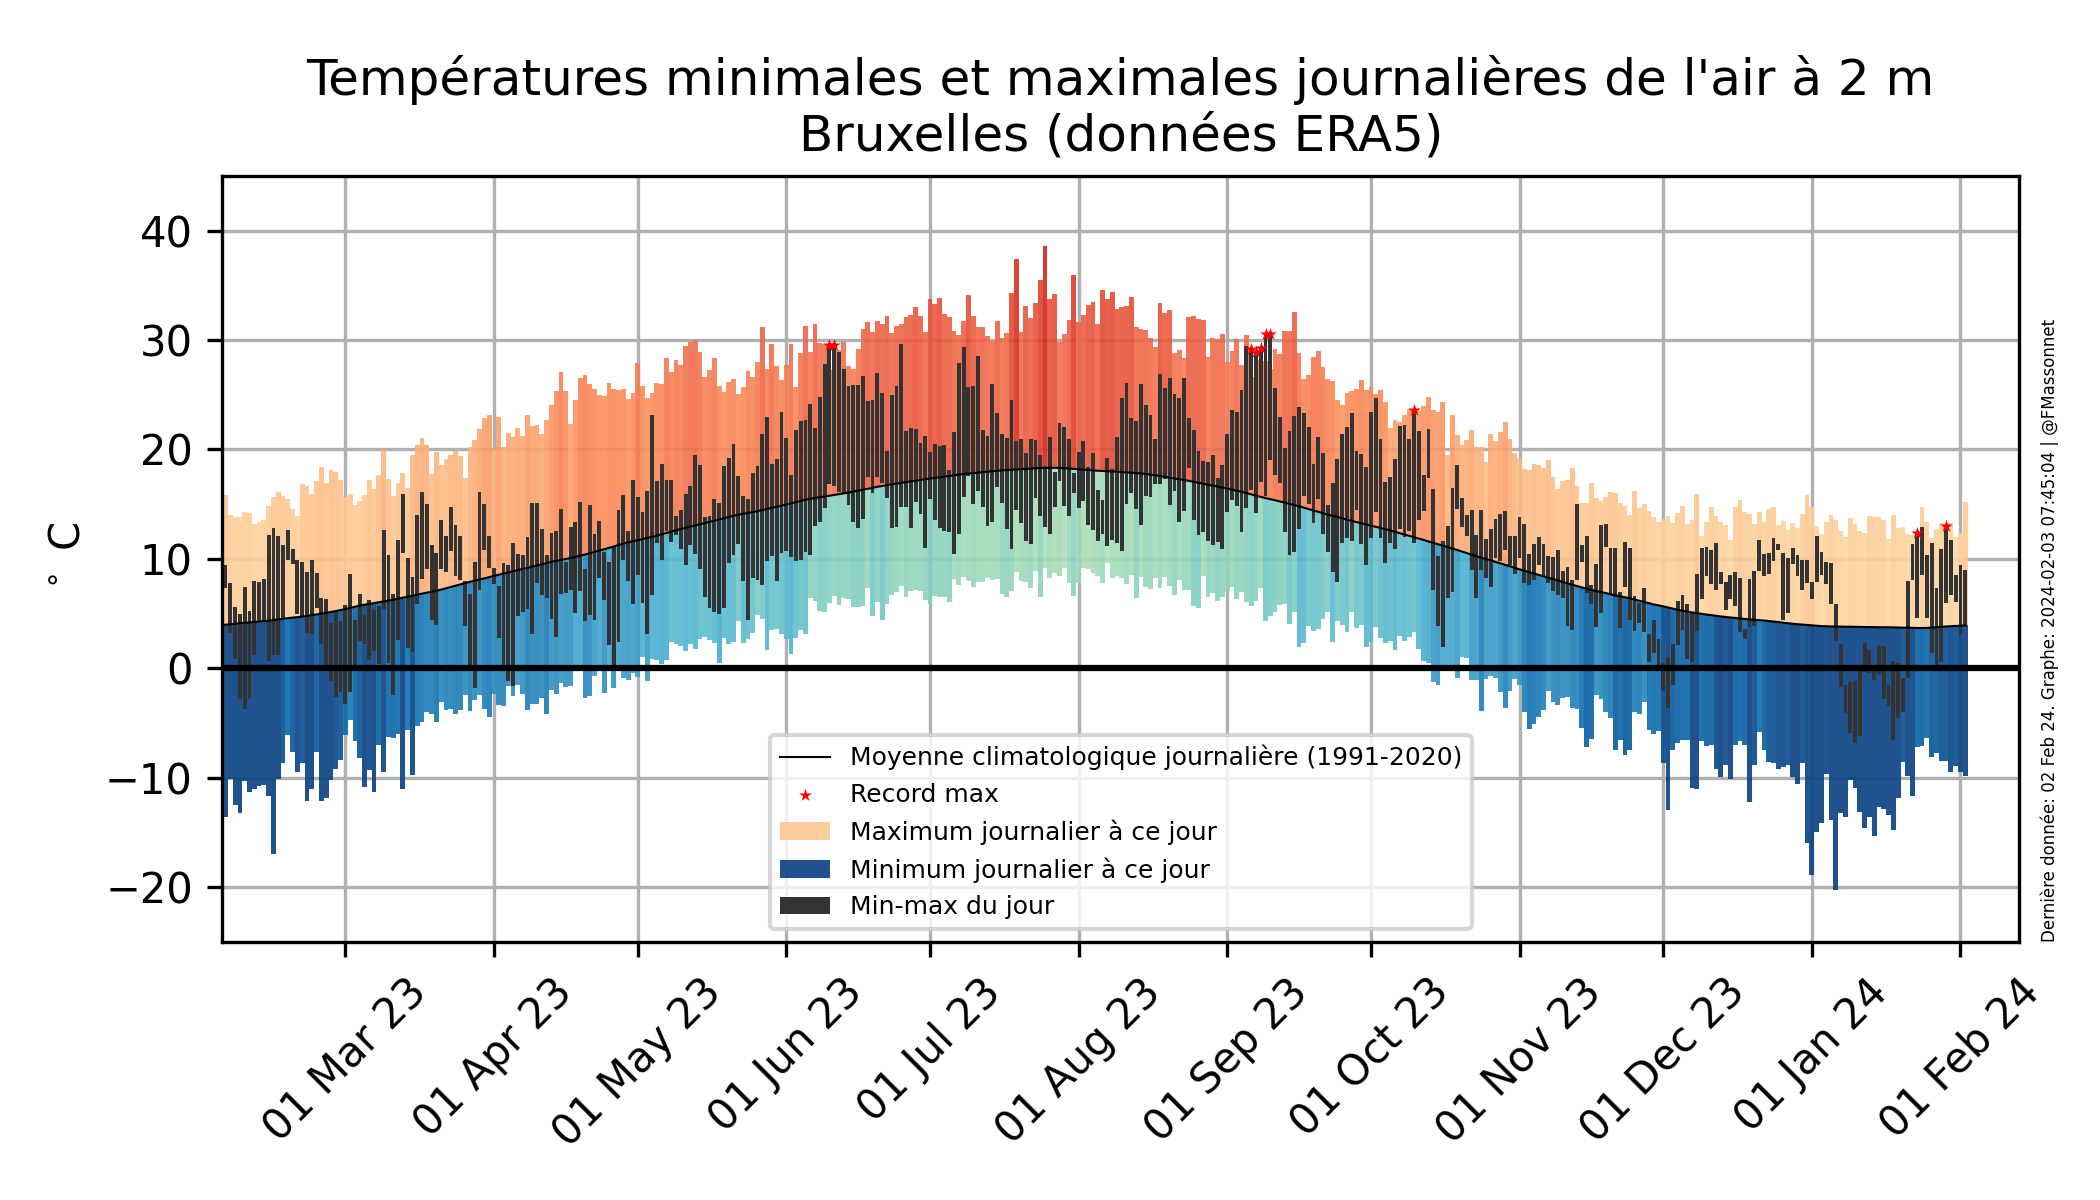 Températures minimales et maximales journalières de l'air à 2 m
Bruxelles (données ERA5)
° C
40
30
20
10
0
−10
−20
Moyenne climatologique journalière (1991-2020)
Record max
Maximum journalier à ce jour
Minimum journalier à ce jour
Min-max du jour
01 Mar 23
01 Apr 23
01 May 23
01 Jun 23
01 Jul 23
01 Aug 23
01 Sep 23
01 Oct 23
01 Nov 23
01 Dec 23
01 Jan 24
01 Feb 24
Dernière donnée: 02 Feb 24. Graphe: 2024-02-03 07:45:04 | @FMassonnet